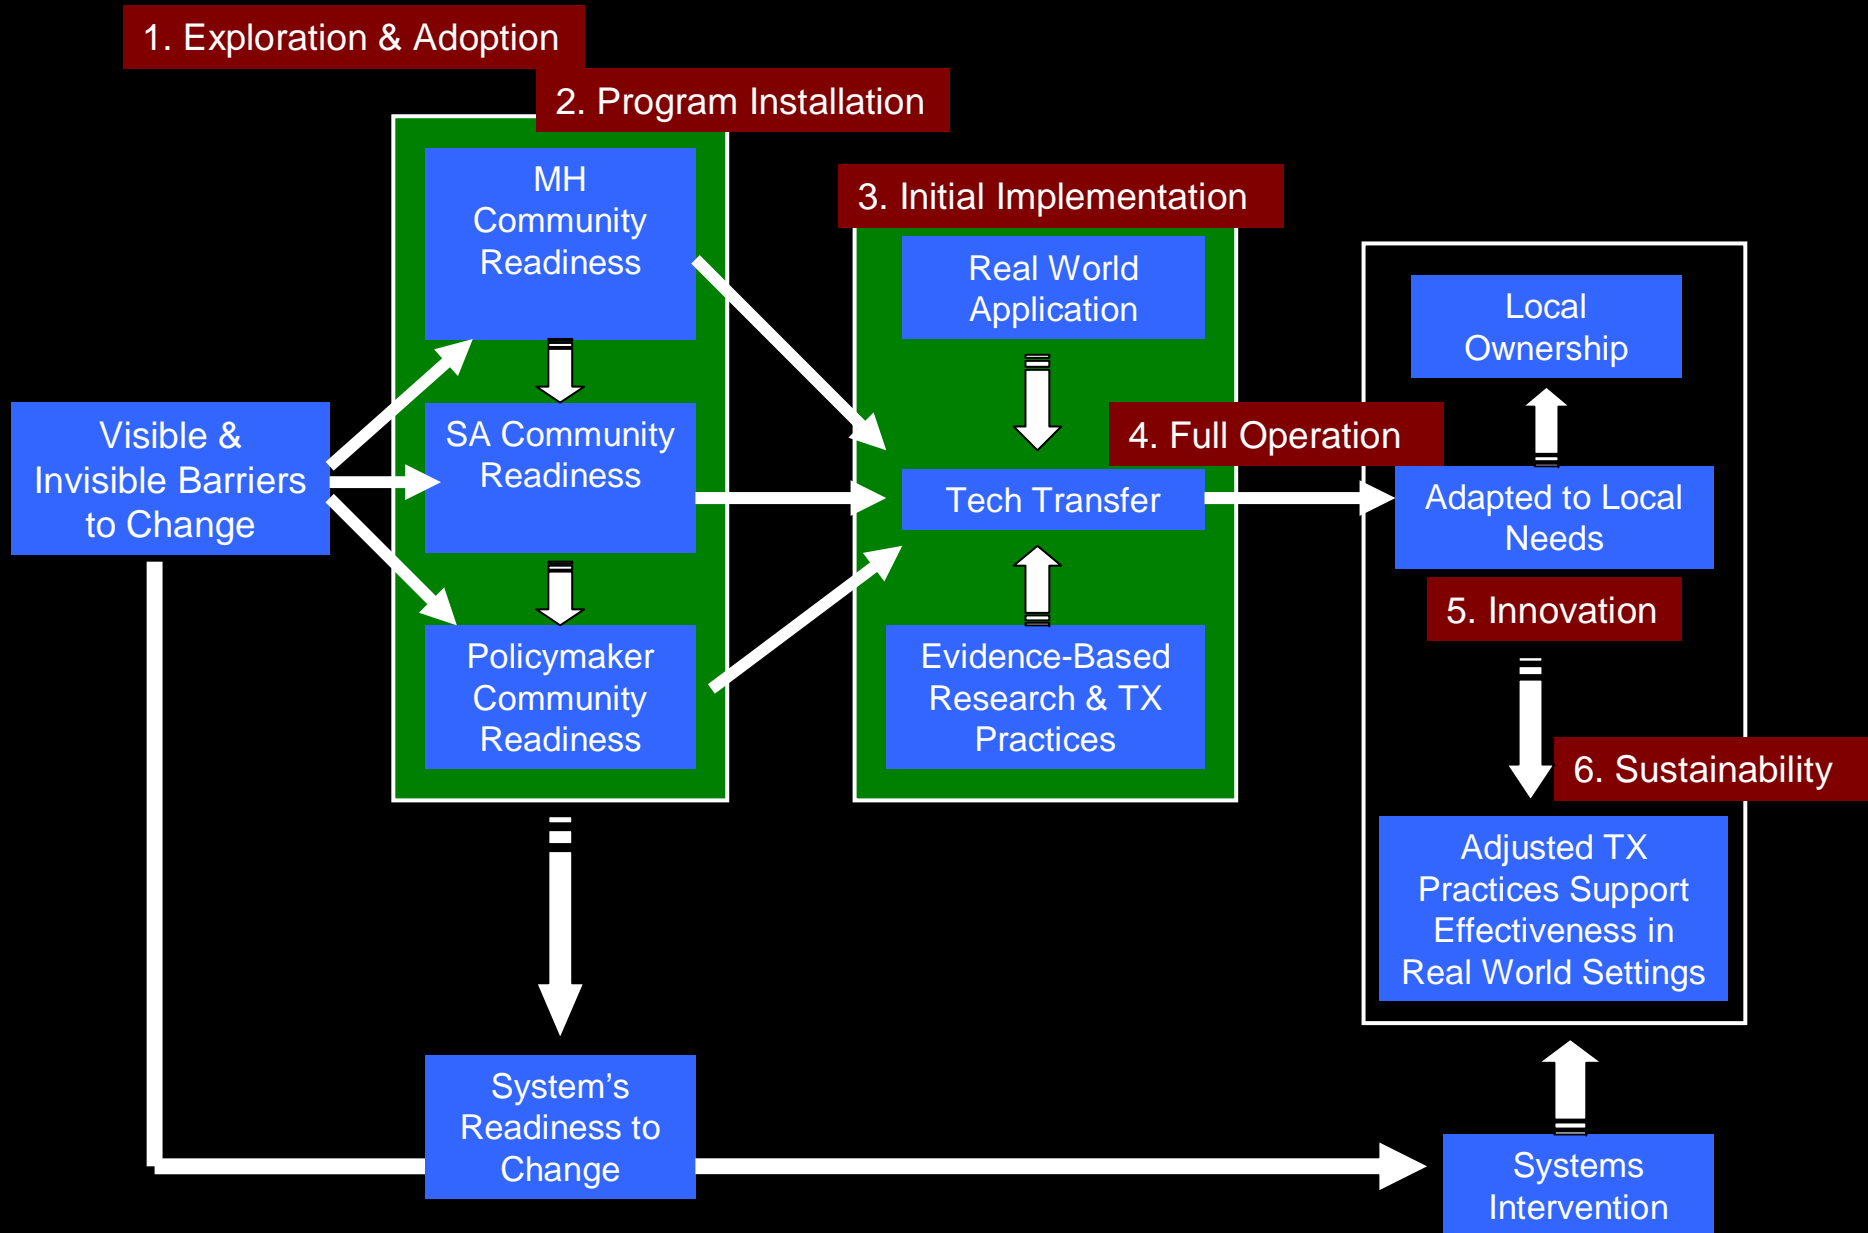 1. Exploration & Adoption
2. Program Installation
MH
Community
Readiness
3. Initial Implementation
Real World
Application
Local
Ownership
Visible &
Invisible Barriers
to Change
SA Community
Readiness
4. Full Operation
Tech Transfer
Adapted to Local
Needs
5. Innovation
Policymaker
Community
Readiness
Evidence-Based
Research & TX
Practices
6. Sustainability
Adjusted TX
Practices Support
Effectiveness in
Real World Settings
System’s
Readiness to
Change
Systems
Intervention